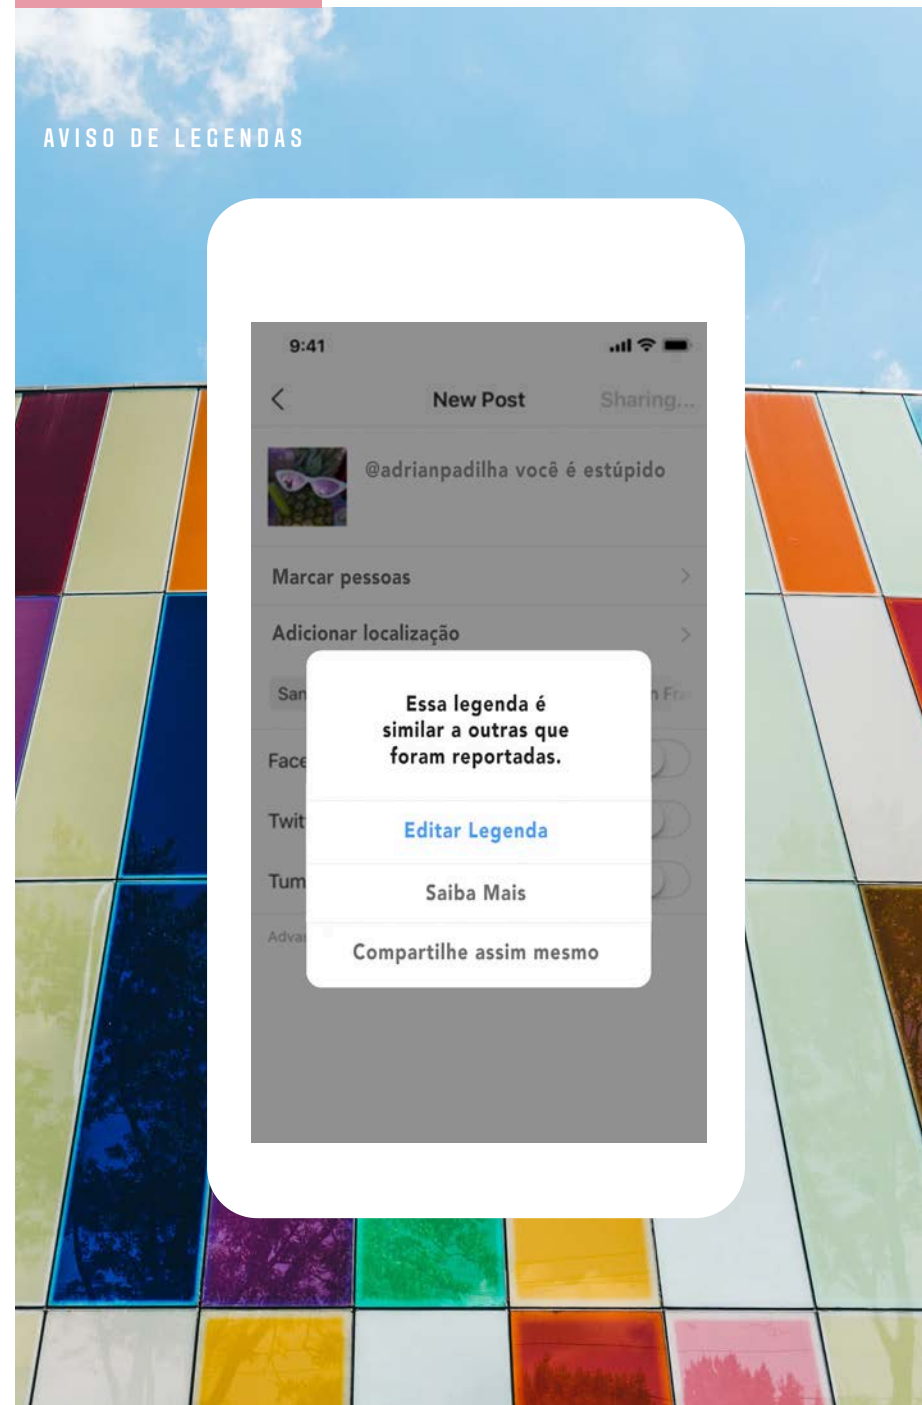 AVISO DE LEGENDAS
9:41
New Post
Sharing...
@adrianpadilha você é estúpido
Marcar pessoas
Adicionar localização
Essa legenda é
similar a outras que
foram reportadas.
Editar Legenda
Saiba Mais
Compartilhe assim mesmo